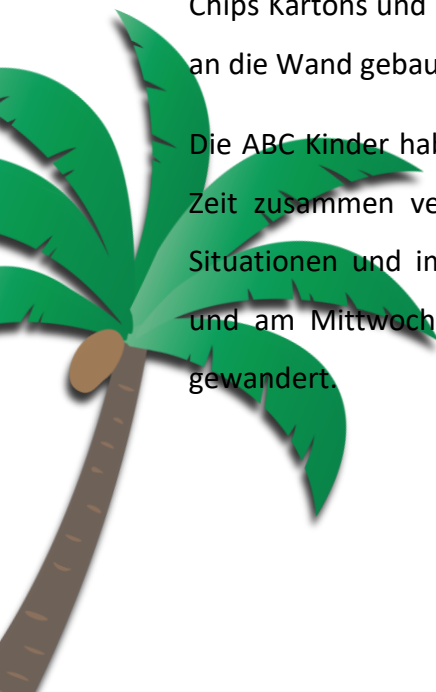 Chips Kartons und
an die Wand gebau
Die ABC Kinder hab
Zeit zusammen ve
Situationen und in
und am Mittwoch
gewandert.